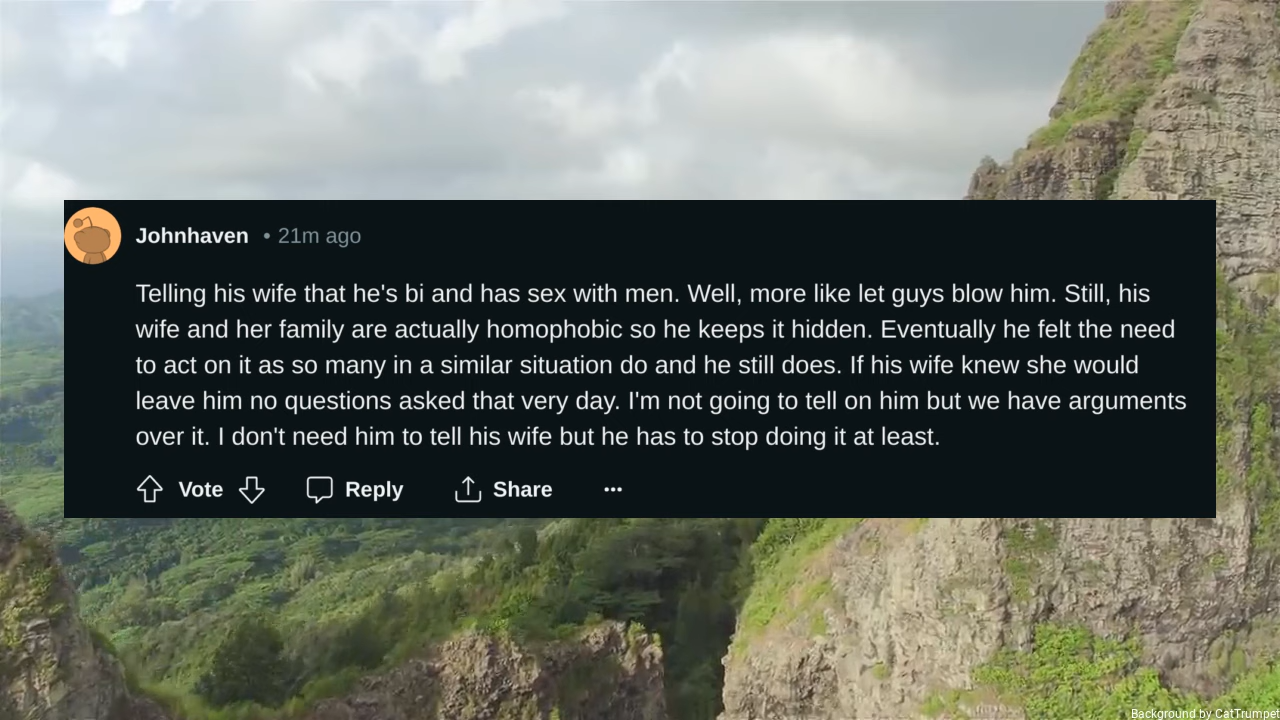 Johnhaven • 21m ago
Telling his wife that he's bi and has sex with men. Well, more like let guys blow him. Still, his
wife and her family are actually homophobic so he keeps it hidden. Eventually he felt the need
to act on it as so many in a similar situation do and he still does. If his wife knew she would
leave him no questions asked that very day. I'm not going to tell on him but we have arguments
over it. I don't need him to tell his wife but he has to stop doing it at least.
Vote Reply Share ...
Background by CatTrumpet